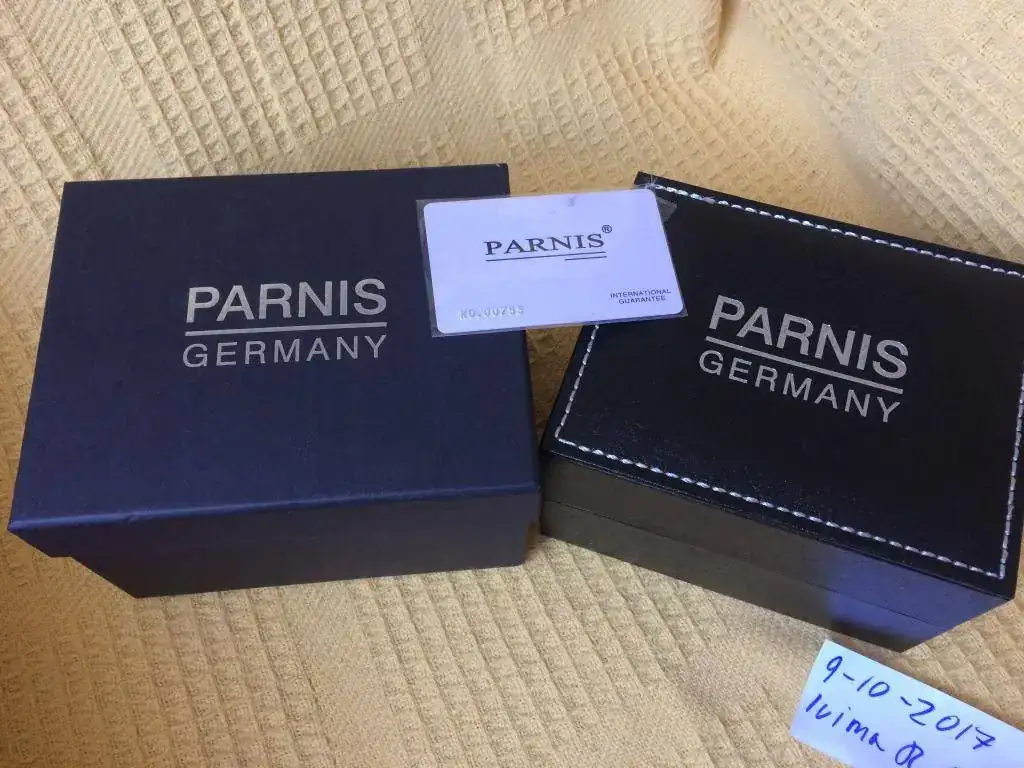 PARNIS
GERMANY
PARNIS®
INTERNATIONAL
GUARANTEE
PARNIS
GERMANY
9-10-2017